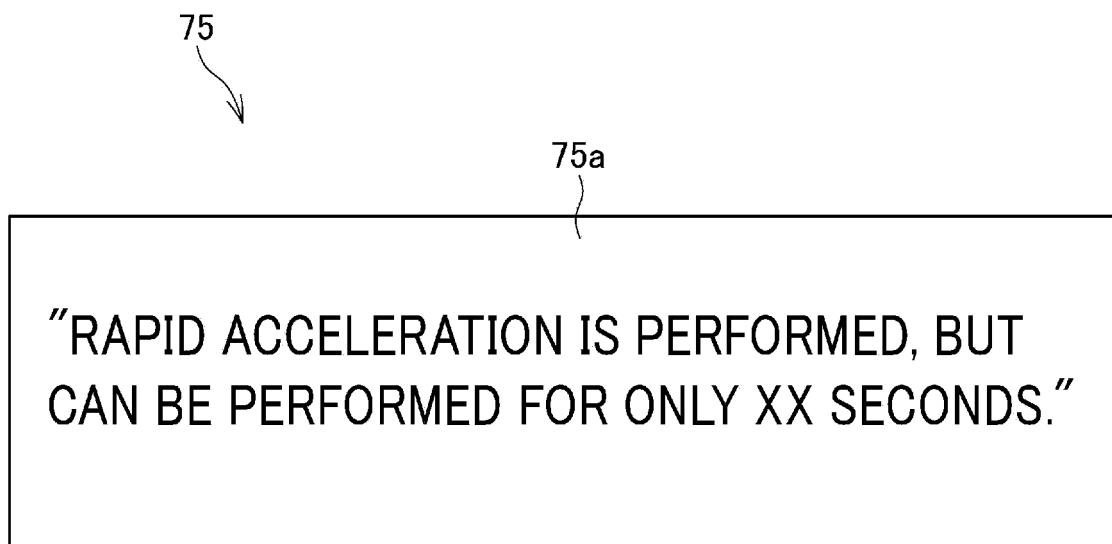 75
75a
"RAPID ACCELERATION IS PERFORMED, BUT
CAN BE PERFORMED FOR ONLY XX SECONDS."